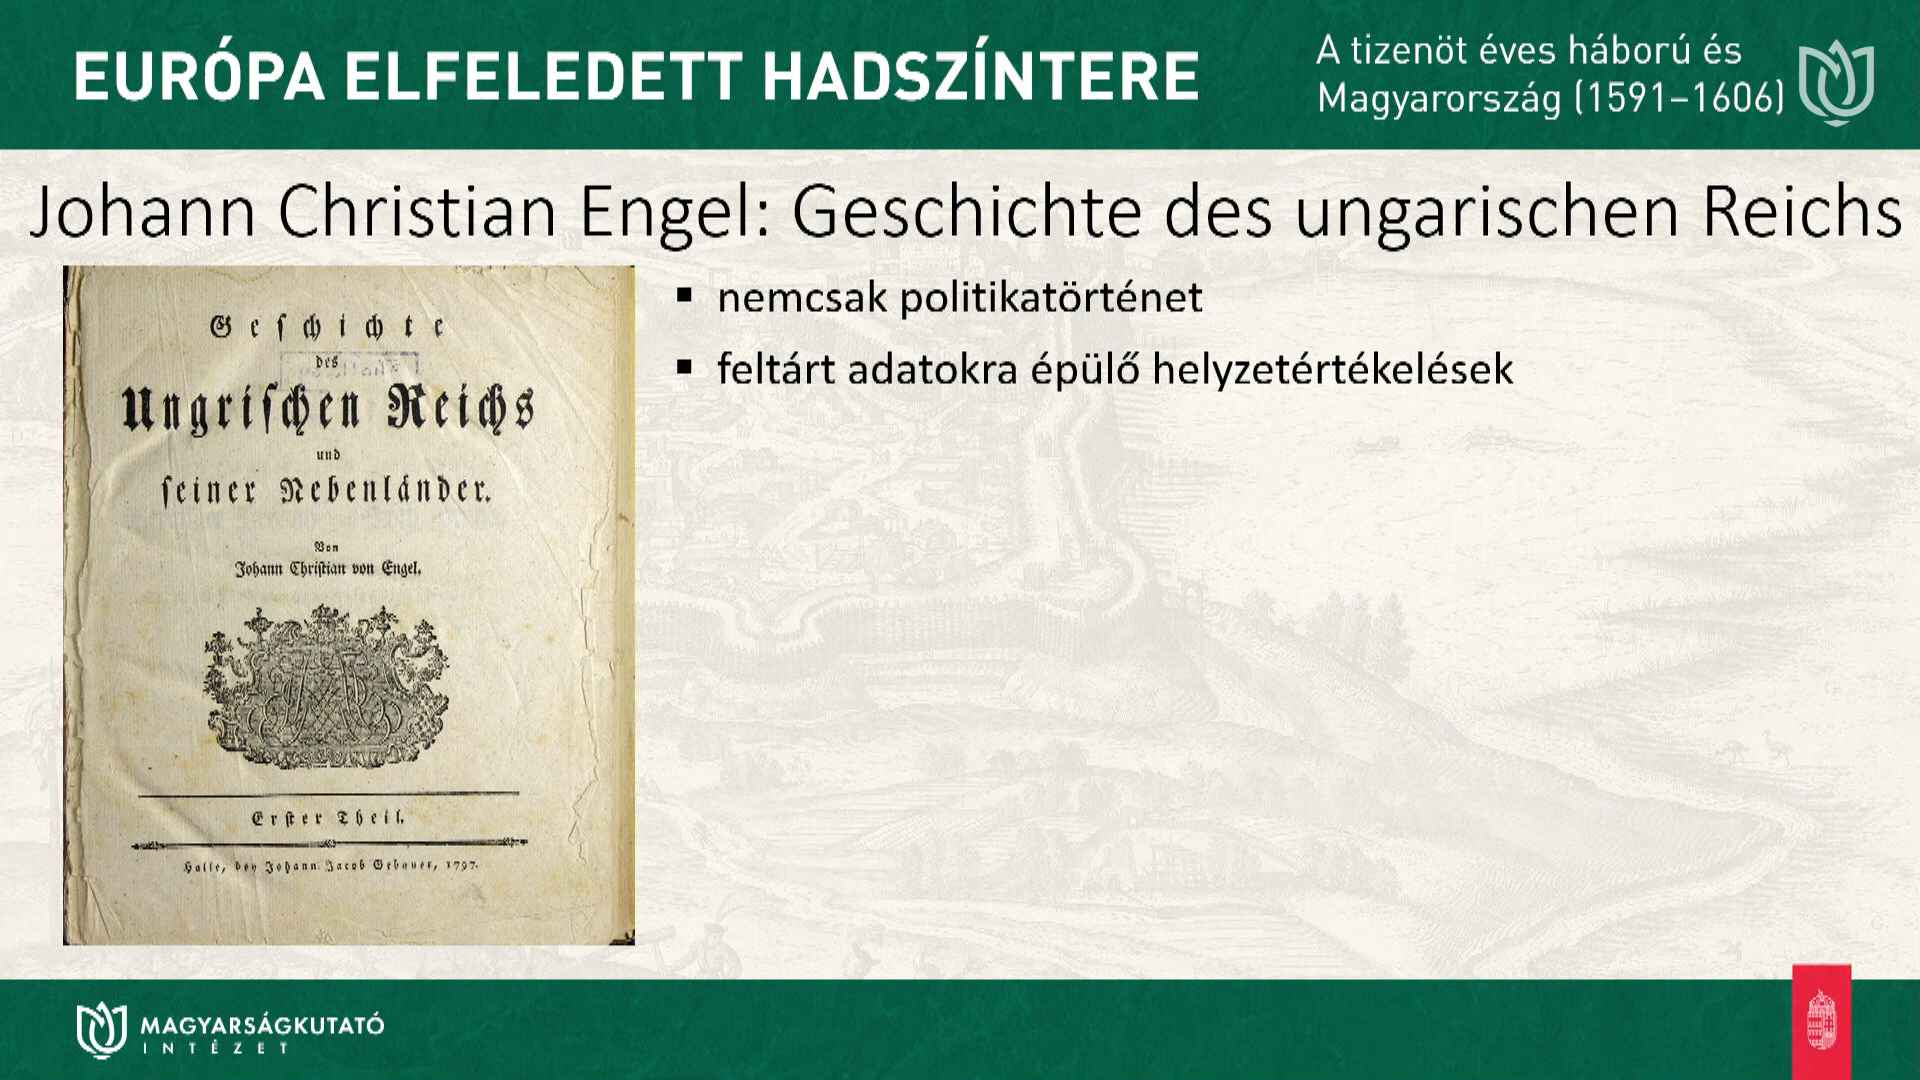 EURÓPA ELFELEDETT HADSZÍNTERE
A tizenöt éves háború és
Magyarország (1591–1606)
Johann Christian Engel: Geschichte des ungarischen Reichs
▪ nemcsak politikatörténet
▪ feltárt adatokra épülő helyzetértékelések
Geſchichte
des
Ungriſchen Reichs
und
ſeiner Nebenländer.
Von
Johann Chriſtian von Engel.
Erſter Theil.
Halle, bey Johann Jacob Gebauer, 1797.
MAGYARSÁGKUTATÓ
INTÉZET